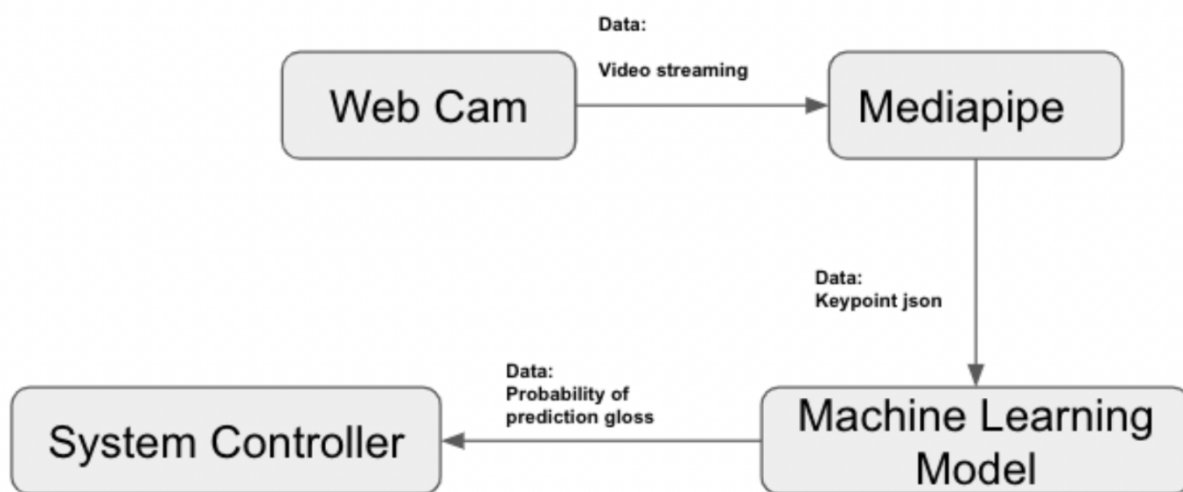 Data:
Video streaming
Web Cam
Mediapipe
Data:
Keypoint json
Data:
Probability of
prediction gloss
System Controller
Machine Learning
Model